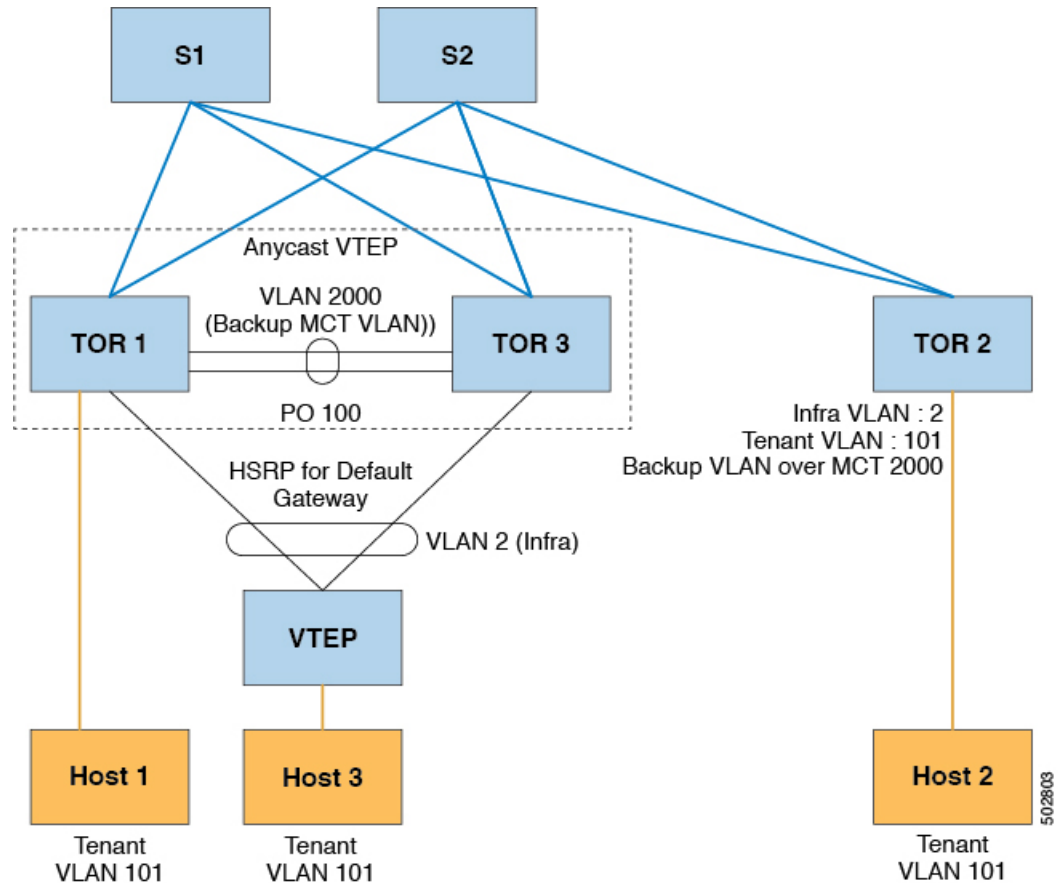 S1
S2
Anycast VTEP
VLAN 2000
(Backup MCT VLAN))
TOR 1
TOR 3
TOR 2
PO 100
Infra VLAN : 2
Tenant VLAN : 101
Backup VLAN over MCT 2000
HSRP for Default
Gateway
VLAN 2 (Infra)
VTEP
Host 1
Host 3
Host 2
Tenant
VLAN 101
Tenant
VLAN 101
Tenant
VLAN 101
502803